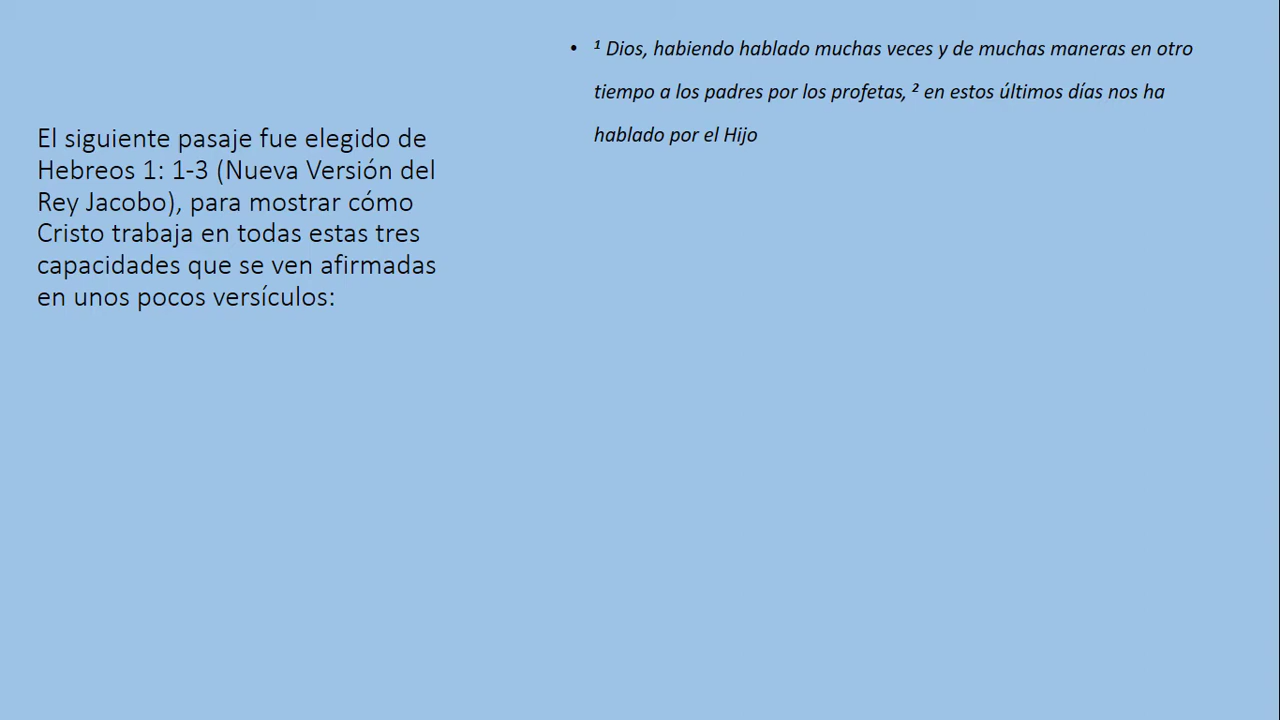 El siguiente pasaje fue elegido de
Hebreos 1: 1-3 (Nueva Versión del
Rey Jacobo), para mostrar cómo
Cristo trabaja en todas estas tres
capacidades que se ven afirmadas
en unos pocos versículos:
• ¹ Dios, habiendo hablado muchas veces y de muchas maneras en otro
tiempo a los padres por los profetas, ² en estos últimos días nos ha
hablado por el Hijo